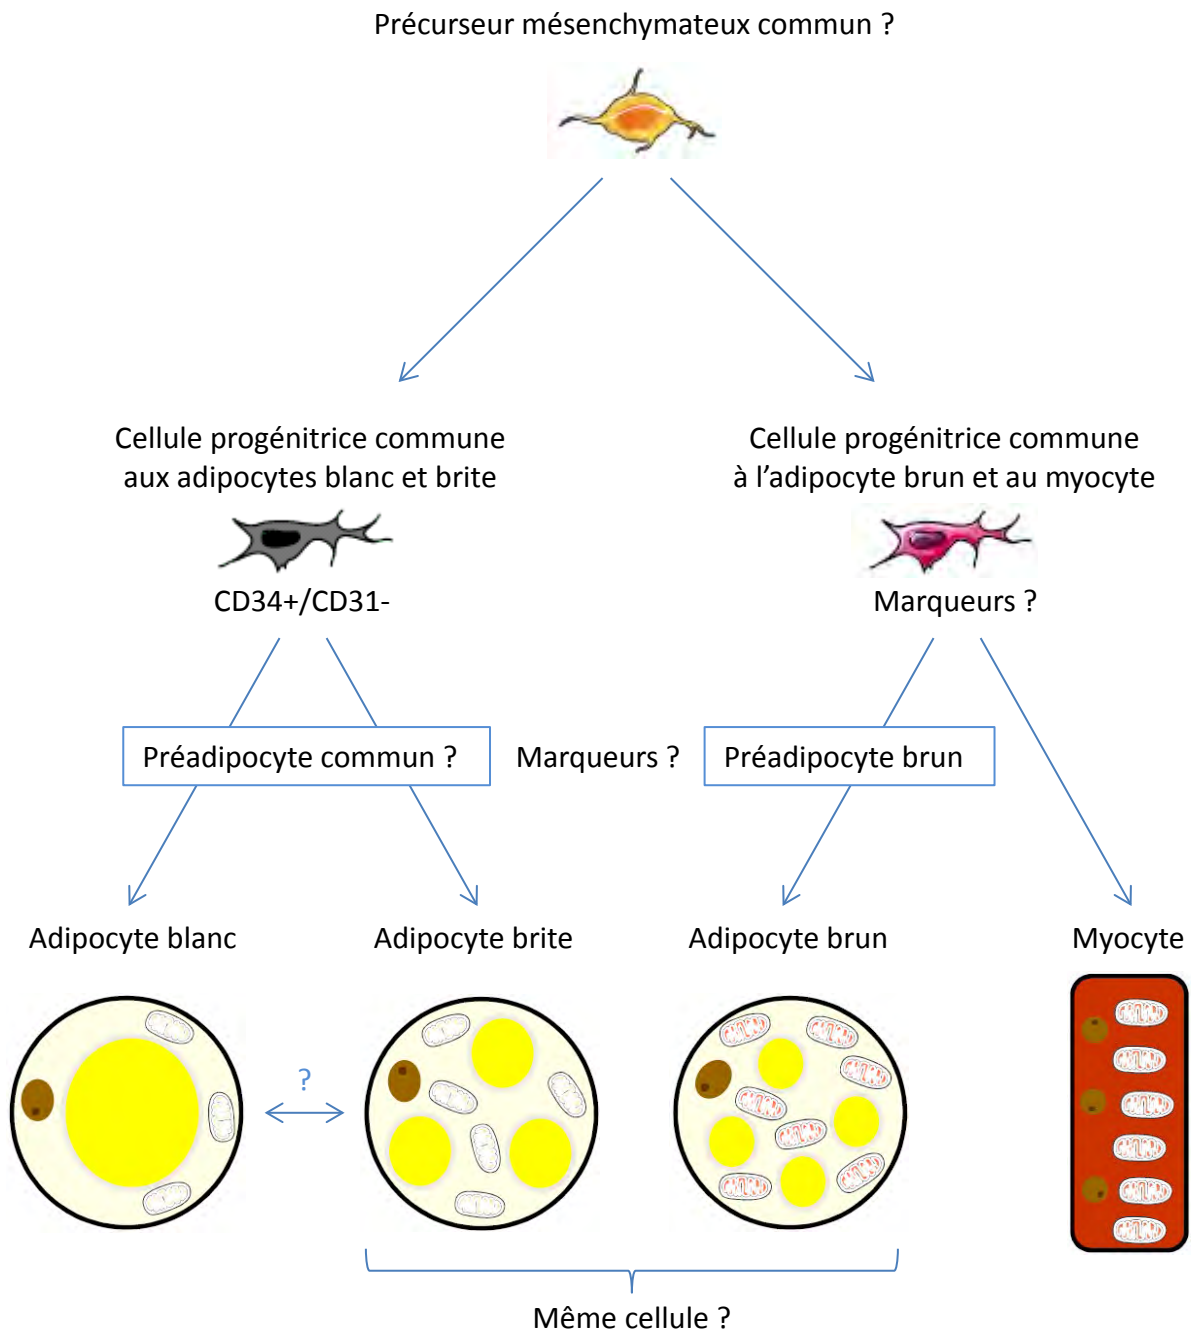 Précurseur mésenchymateux commun ?
Cellule progénitrice commune
aux adipocytes blanc et brite
Cellule progénitrice commune
à l’adipocyte brun et au myocyte
CD34+/CD31-
Marqueurs ?
Préadipocyte commun ?
Marqueurs ?
Préadipocyte brun
Adipocyte blanc
Adipocyte brite
Adipocyte brun
Myocyte
?
Même cellule ?